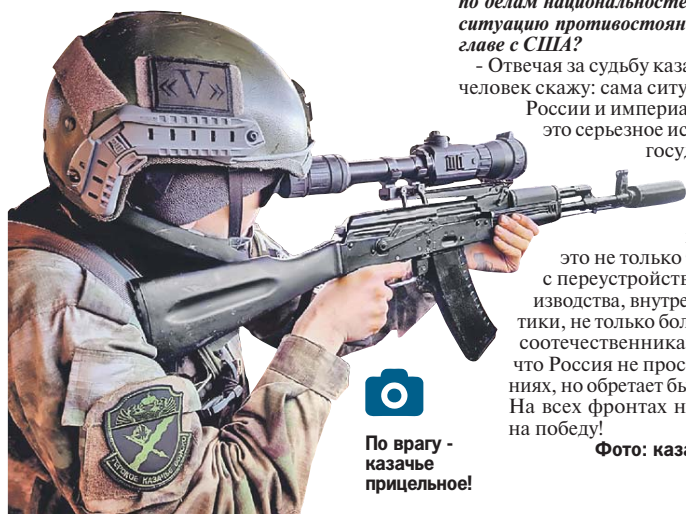 по делам национальносте
ситуацию противостоян
главе с США?
- Отвечая за судьбу каза
человек скажу: сама ситу
России и империа
это серьезное ис
госу
это не только
с переустройств
изводства, внутре
тики, не только бол
соотечественника
что Россия не прос
ниях, но обретает бы
На всех фронтах н
на победу!
Фото: каза
По врагу -
казачье
прицельное!
«V»
КАЗАЧЬЕ ВОЙСКО